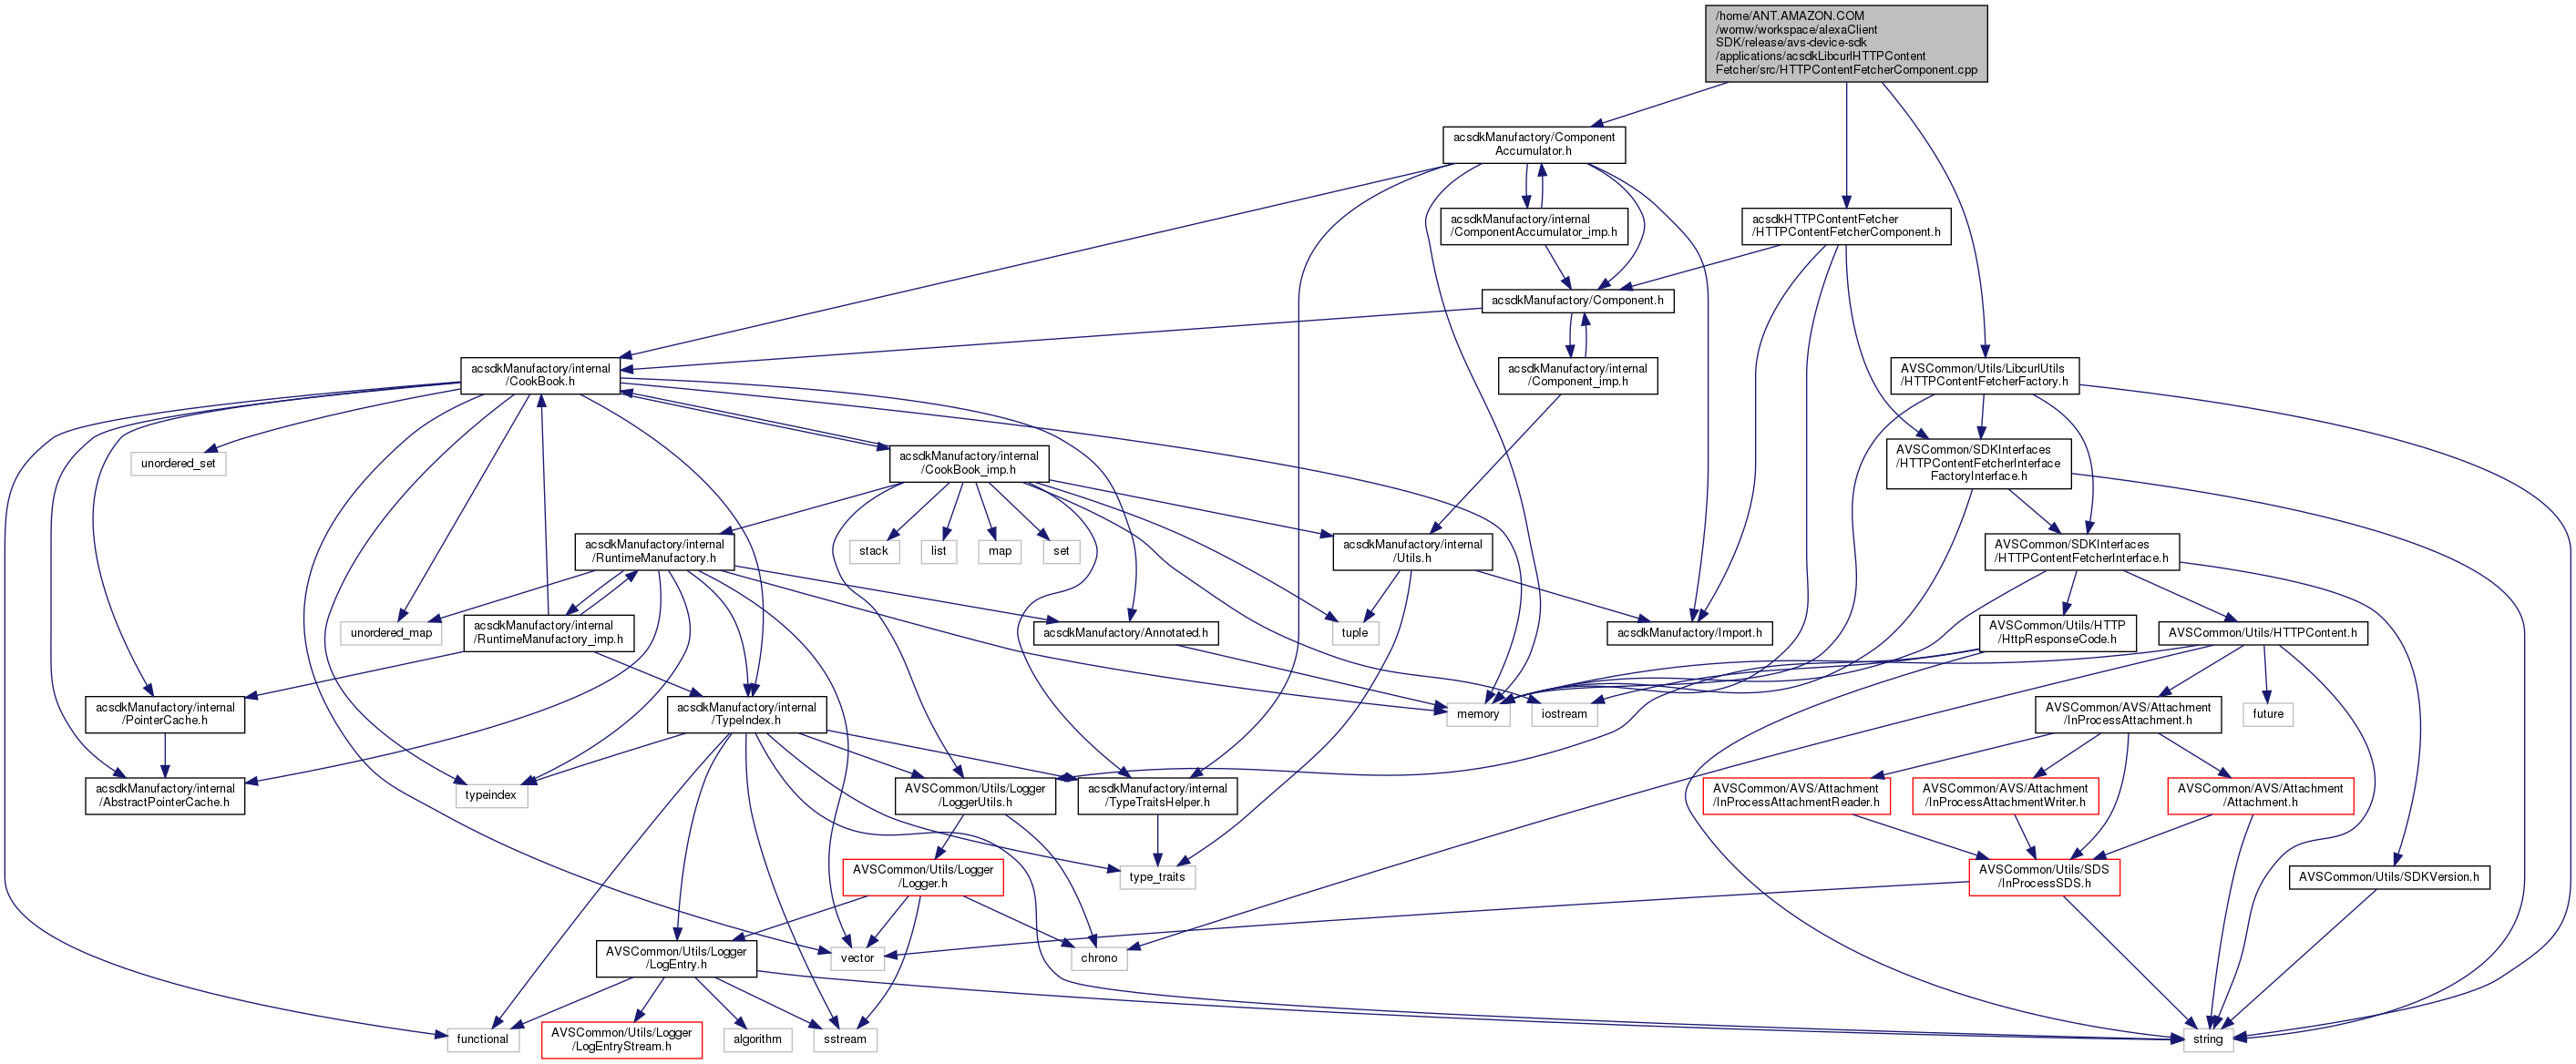 /home/ANT.AMAZON.COM
/womw/workspace/alexaClient
SDK/release/avs-device-sdk
/applications/acsdkLibcurlHTTPContent
Fetcher/src/HTTPContentFetcherComponent.cpp
acsdkManufactory/Component
Accumulator.h
acsdkManufactory/internal
/ComponentAccumulator_imp.h
acsdkHTTPContentFetcher
/HTTPContentFetcherComponent.h
acsdkManufactory/Component.h
acsdkManufactory/internal
/CookBook.h
acsdkManufactory/internal
/Component_imp.h
AVSCommon/Utils/LibcurlUtils
/HTTPContentFetcherFactory.h
unordered_set
acsdkManufactory/internal
/CookBook_imp.h
AVSCommon/SDKInterfaces
/HTTPContentFetcherInterface
FactoryInterface.h
acsdkManufactory/internal
/RuntimeManufactory.h
stack
list
map
set
acsdkManufactory/internal
/Utils.h
AVSCommon/SDKInterfaces
/HTTPContentFetcherInterface.h
unordered_map
acsdkManufactory/internal
/RuntimeManufactory_imp.h
acsdkManufactory/Annotated.h
tuple
acsdkManufactory/Import.h
AVSCommon/Utils/HTTP
/HttpResponseCode.h
AVSCommon/Utils/HTTPContent.h
acsdkManufactory/internal
/PointerCache.h
acsdkManufactory/internal
/TypeIndex.h
memory
iostream
AVSCommon/AVS/Attachment
/InProcessAttachment.h
future
acsdkManufactory/internal
/AbstractPointerCache.h
typeindex
AVSCommon/Utils/Logger
/LoggerUtils.h
acsdkManufactory/internal
/TypeTraitsHelper.h
AVSCommon/AVS/Attachment
/InProcessAttachmentReader.h
AVSCommon/AVS/Attachment
/InProcessAttachmentWriter.h
AVSCommon/AVS/Attachment
/Attachment.h
AVSCommon/Utils/Logger
/Logger.h
type_traits
AVSCommon/Utils/SDS
/InProcessSDS.h
AVSCommon/Utils/SDKVersion.h
AVSCommon/Utils/Logger
/LogEntry.h
vector
chrono
functional
AVSCommon/Utils/Logger
/LogEntryStream.h
algorithm
sstream
string